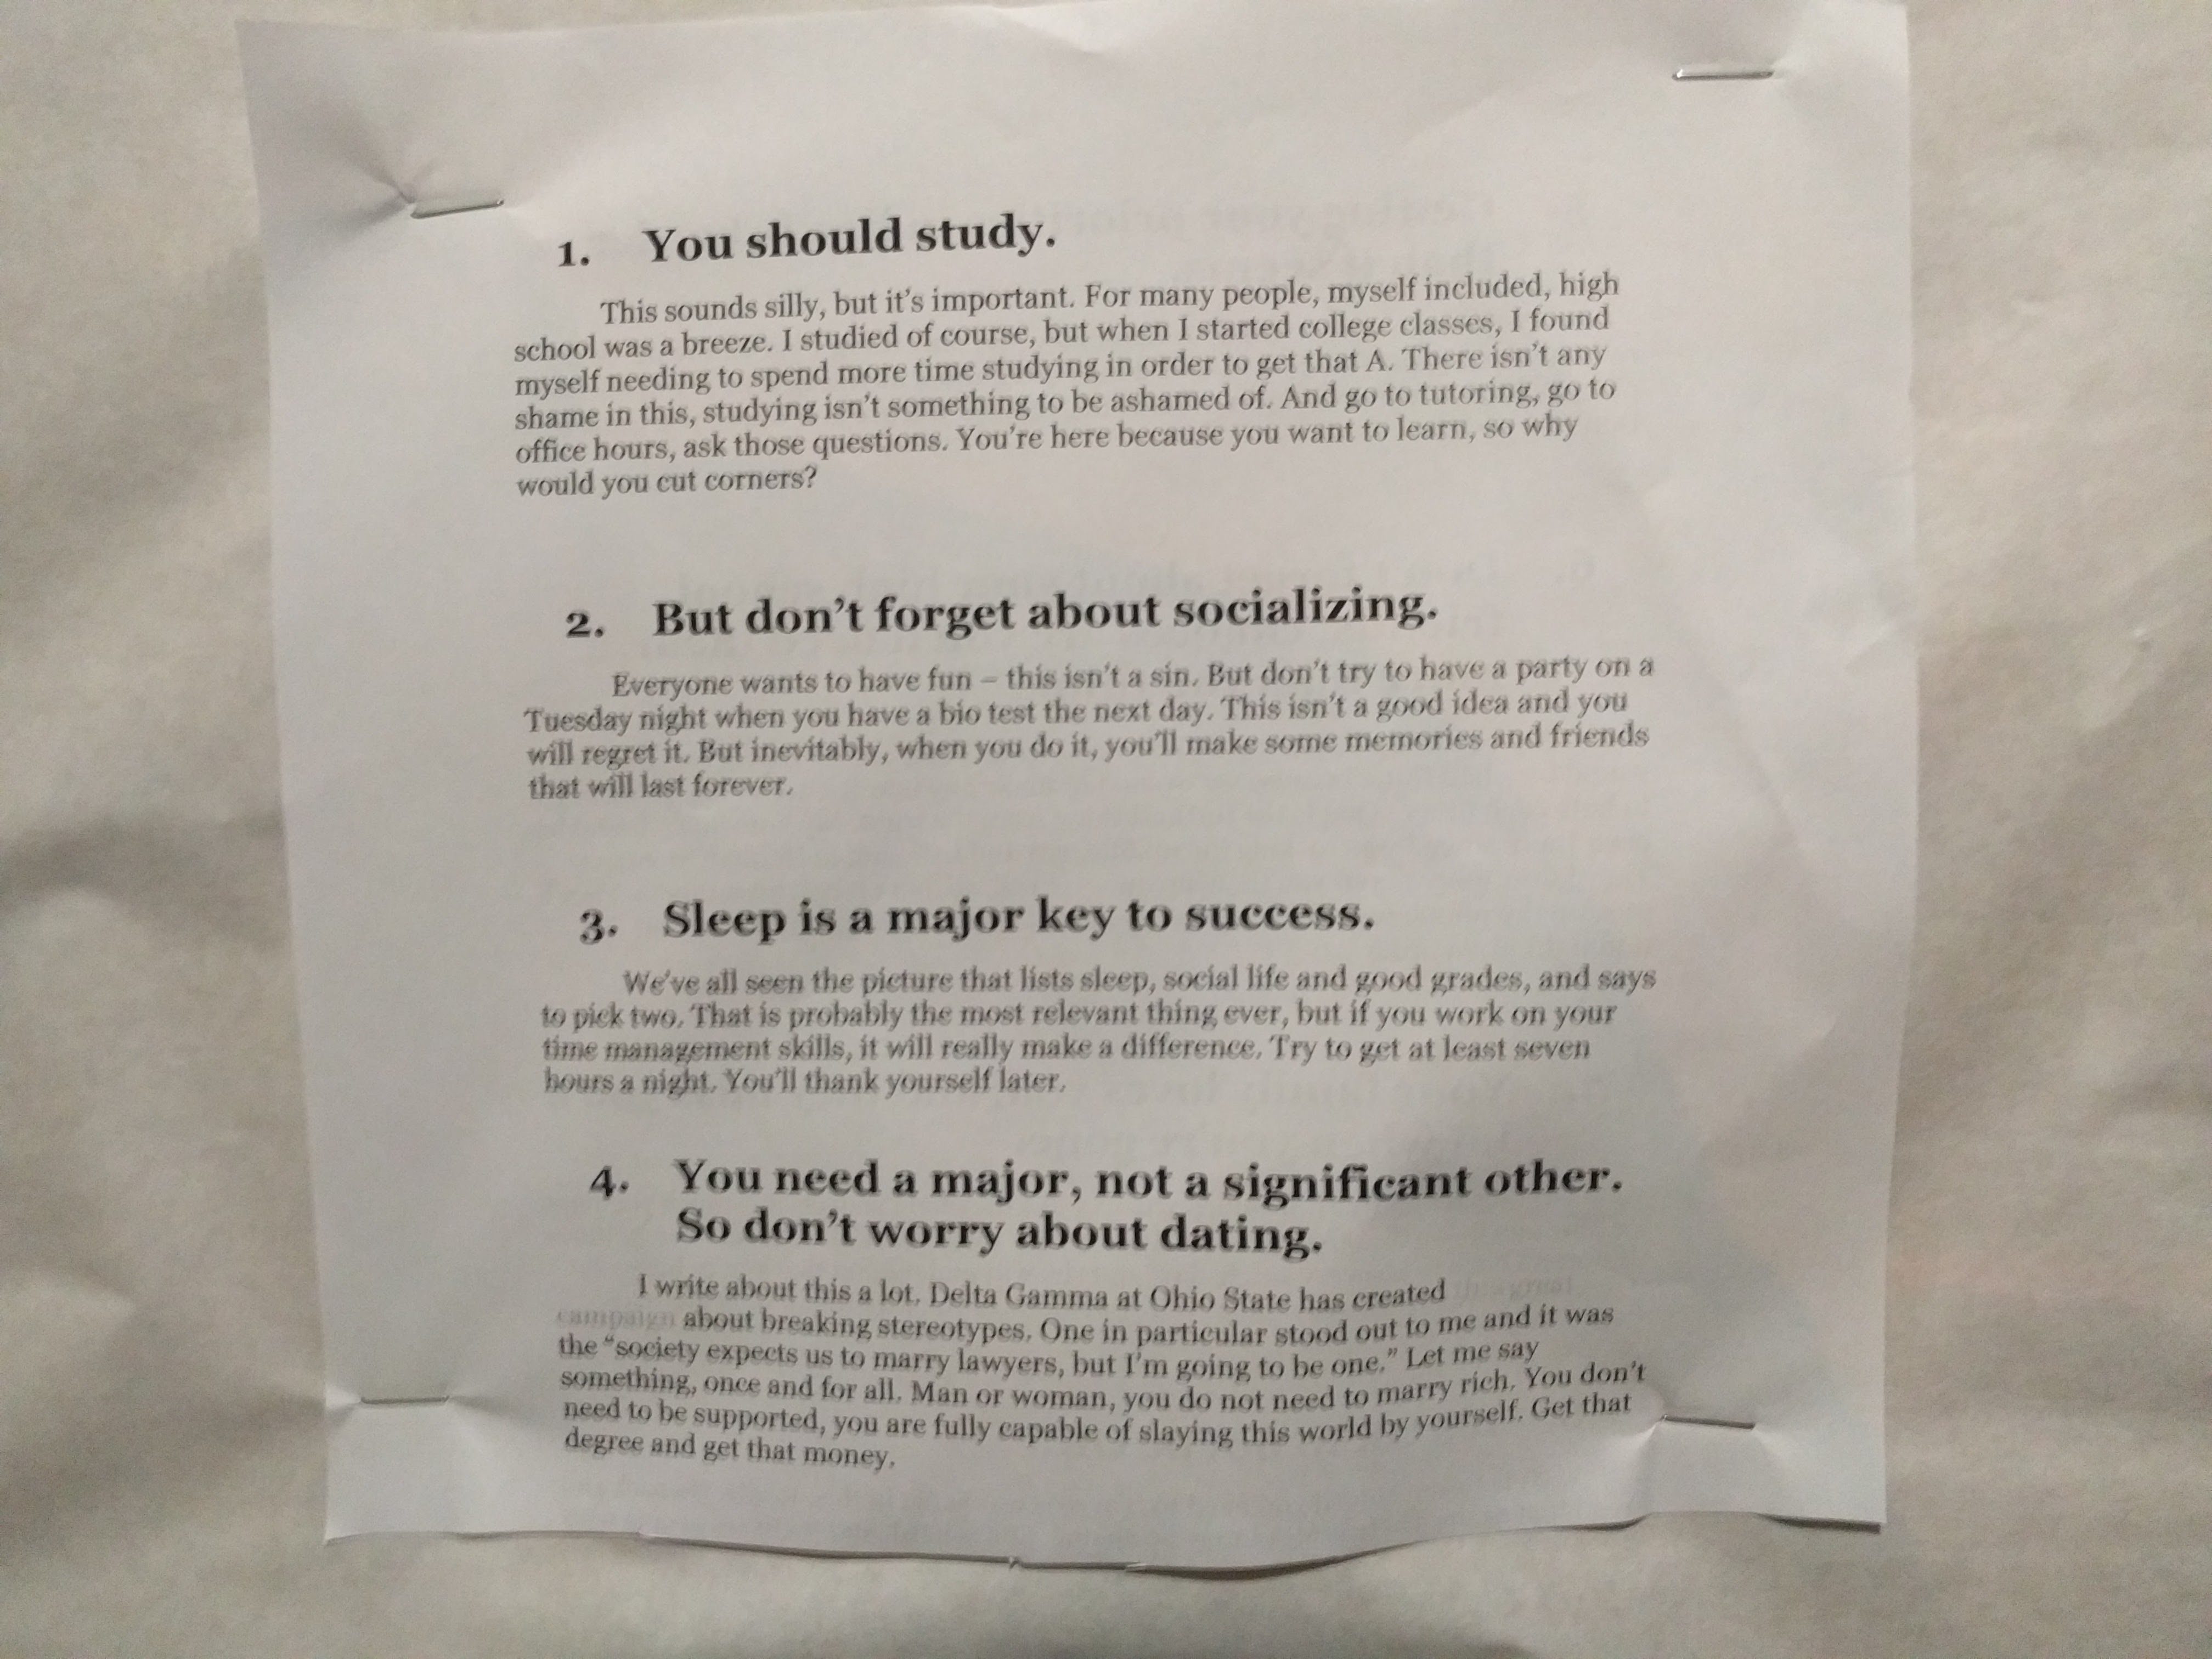 1. You should study.
This sounds silly, but it's important. For many people, myself included, high
school was a breeze. I studied of course, but when I started college classes, I found
myself needing to spend more time studying in order to get that A. There isn't any
shame in this, studying isn't something to be ashamed of. And go to tutoring, go to
office hours, ask those questions. You're here because you want to learn, so why
would you cut corners?
2. But don't forget about socializing.
Everyone wants to have fun – this isn't a sin. But don't try to have a party on a
Tuesday night when you have a bio test the next day. This isn't a good idea and you
will regret it. But inevitably, when you do it, you'll make some memories and friends
that will last forever.
3. Sleep is a major key to success.
We've all seen the picture that lists sleep, social life and good grades, and says
to pick two. That is probably the most relevant thing ever, but if you work on your
time management skills, it will really make a difference. Try to get at least seven
hours a night. You'll thank yourself later.
4. You need a major, not a significant other.
So don't worry about dating.
I write about this a lot. Delta Gamma at Ohio State has created
campaign about breaking stereotypes. One in particular stood out to me and it was
the “society expects us to marry lawyers, but I'm going to be one.” Let me say
something, once and for all. Man or woman, you do not need to marry rich. You don't
need to be supported, you are fully capable of slaying this world by yourself. Get that
degree and get that money.